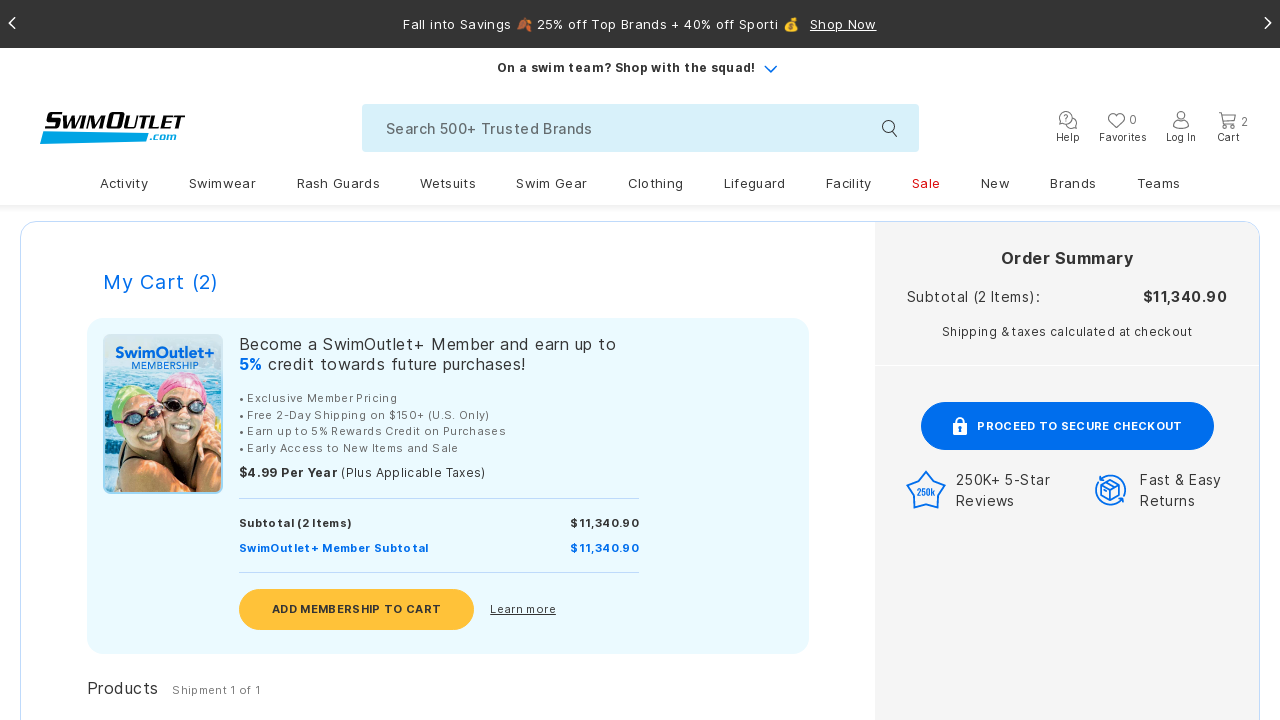 Fall into Savings 🍂 25% off Top Brands + 40% off Sporti 💰 Shop Now
On a swim team? Shop with the squad!
SwimOutlet
.com
Search 500+ Trusted Brands
Help
0
Favorites
Log In
2
Cart
Activity
Swimwear
Rash Guards
Wetsuits
Swim Gear
Clothing
Lifeguard
Facility
Sale
New
Brands
Teams
My Cart (2)
SwimOutlet+
MEMBERSHIP
Become a SwimOutlet+ Member and earn up to
5% credit towards future purchases!
• Exclusive Member Pricing
• Free 2-Day Shipping on $150+ (U.S. Only)
• Earn up to 5% Rewards Credit on Purchases
• Early Access to New Items and Sale
$4.99 Per Year (Plus Applicable Taxes)
Subtotal (2 Items) $11,340.90
SwimOutlet+ Member Subtotal $11,340.90
ADD MEMBERSHIP TO CART
Learn more
Products Shipment 1 of 1
Order Summary
Subtotal (2 Items): $11,340.90
Shipping & taxes calculated at checkout
PROCEED TO SECURE CHECKOUT
250k
250K+ 5-Star
Reviews
Fast & Easy
Returns